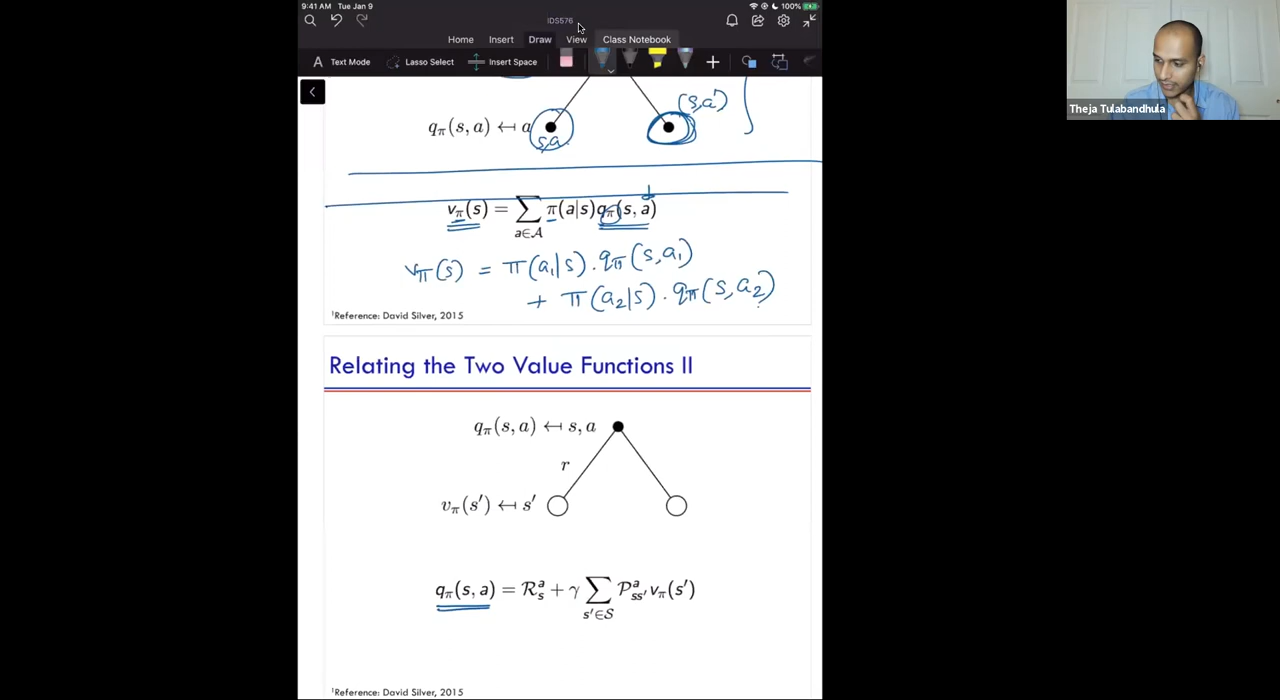 9:41 AM Tue Jan 9
100%
IDS576
Home Insert Draw View Class Notebook
Text Mode Lasso Select Insert Space
Theja Tulabandhula
(s,a')
qπ(s, a) ↤ a
s,a
vπ(s) = ∑ π(a|s)qπ(s, a)
a∈𝒜
vπ(s) = π(a₁|s) · qπ(s,a₁)
+ π(a₂|s) · qπ(s,a₂)
¹Reference: David Silver, 2015
Relating the Two Value Functions II
qπ(s, a) ↤ s, a
r
vπ(s′) ↤ s′
qπ(s, a) = ℛₛᵃ + γ ∑ 𝒫ₛₛ′ᵃ vπ(s′)
s′∈𝒮
¹Reference: David Silver, 2015